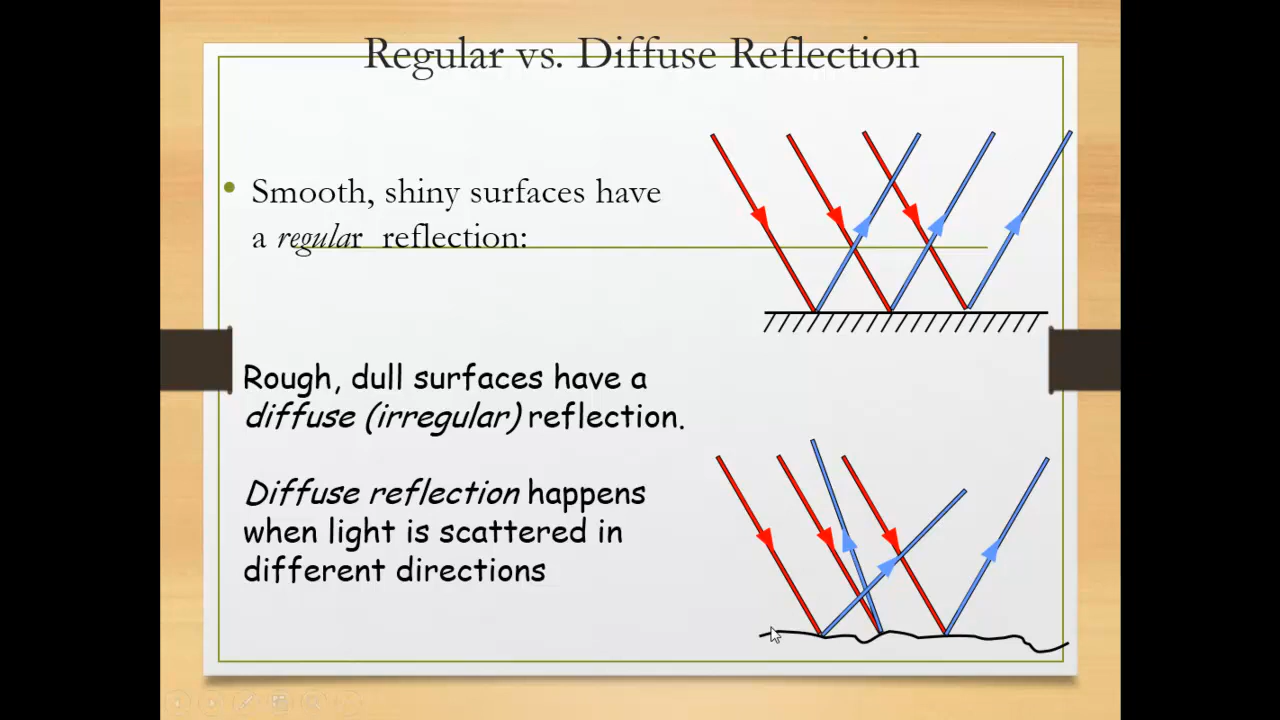 Regular vs. Diffuse Reflection
• Smooth, shiny surfaces have
a regular reflection:
Rough, dull surfaces have a
diffuse (irregular) reflection.
Diffuse reflection happens
when light is scattered in
different directions